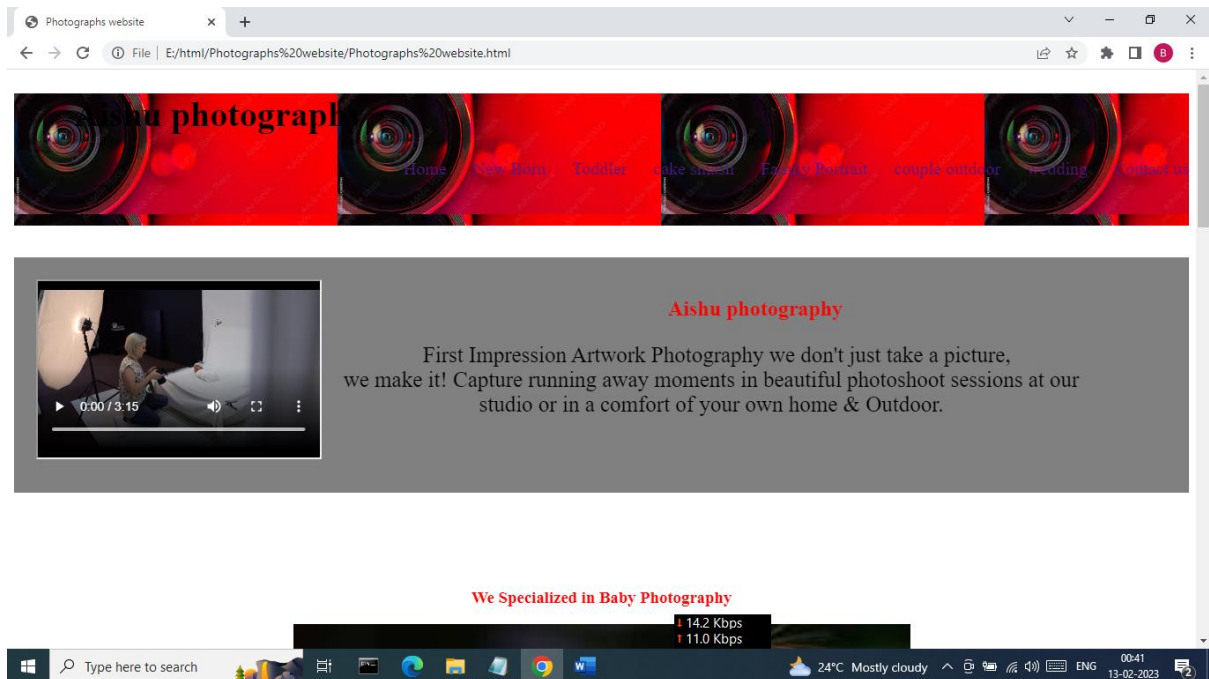 Photographs website
File | E:/html/Photographs%20website/Photographs%20website.html
B
Aishu photography
Home New Born Toddler cake smash Family Portrait couple outdoor wedding Contact us
Aishu photography
First Impression Artwork Photography we don't just take a picture,
we make it! Capture running away moments in beautiful photoshoot sessions at our
studio or in a comfort of your own home & Outdoor.
0:00 / 3:15
We Specialized in Baby Photography
14.2 Kbps
11.0 Kbps
Type here to search
W
24°C Mostly cloudy
ENG
00:41
13-02-2023
2